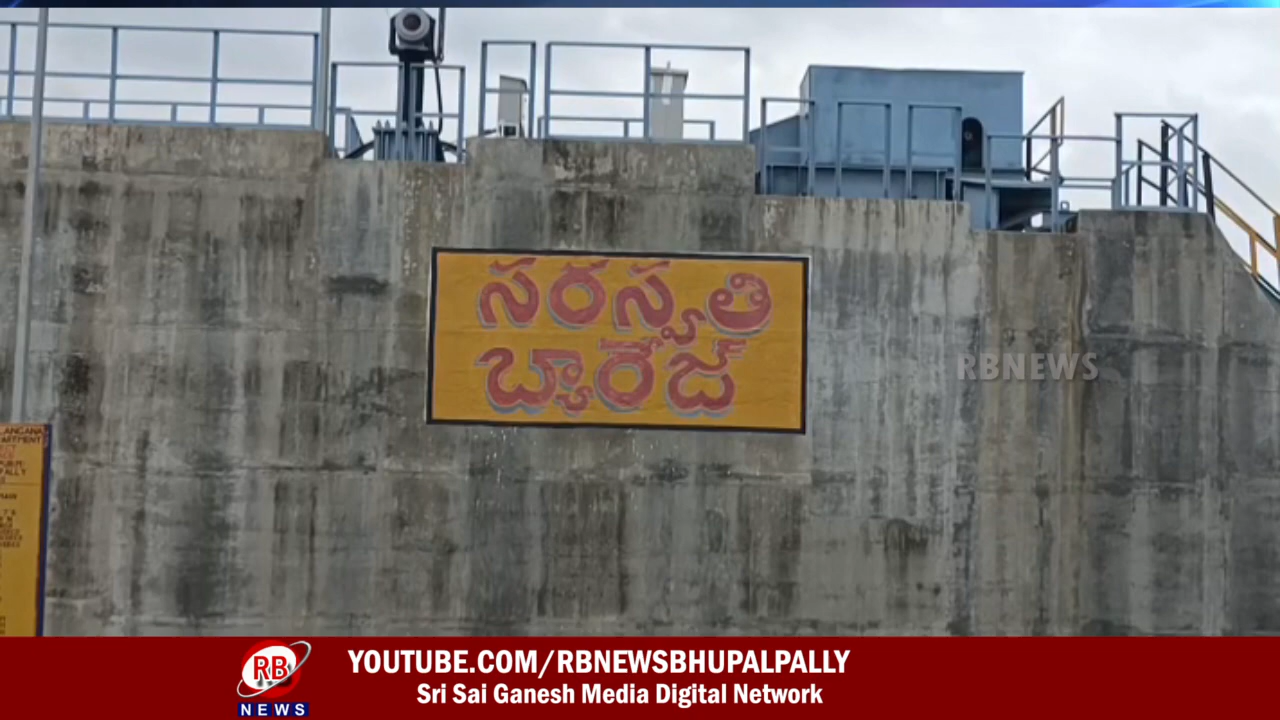 సరస్వతి
బ్యారేజ్
RBNEWS
RB
NEWS
YOUTUBE.COM/RBNEWSBHUPALPALLY
Sri Sai Ganesh Media Digital Network